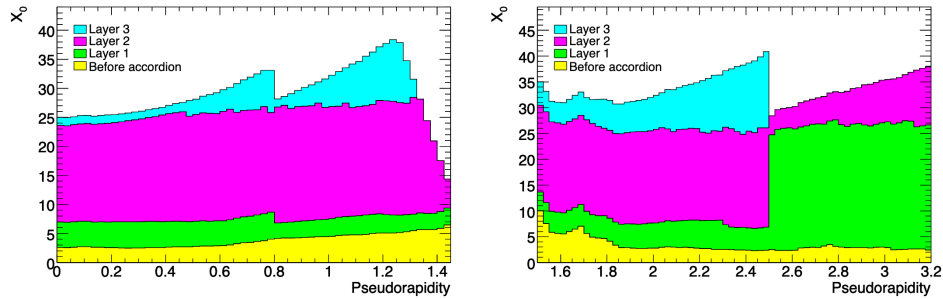 X0
40
35
30
25
20
15
10
5
0
Layer 3
Layer 2
Layer 1
Before accordion
0 0.2 0.4 0.6 0.8 1 1.2 1.4
Pseudorapidity
X0
45
40
35
30
25
20
15
10
5
0
Layer 3
Layer 2
Layer 1
Before accordion
1.6 1.8 2 2.2 2.4 2.6 2.8 3 3.2
Pseudorapidity